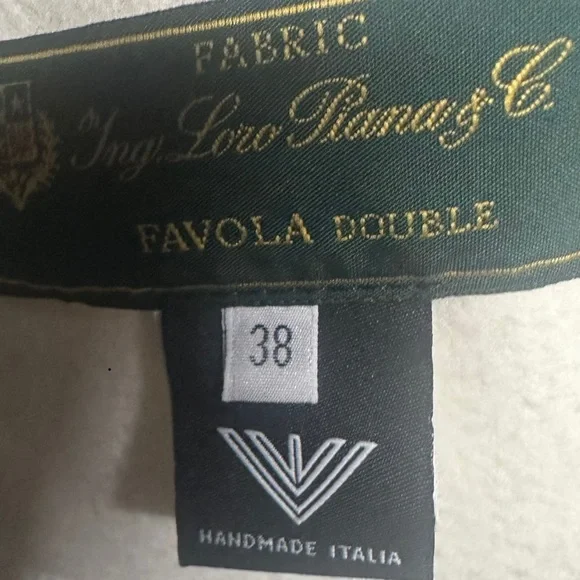 FABRIC
Ing. Loro Piana & C.
FAVOLA DOUBLE
38
HANDMADE ITALIA